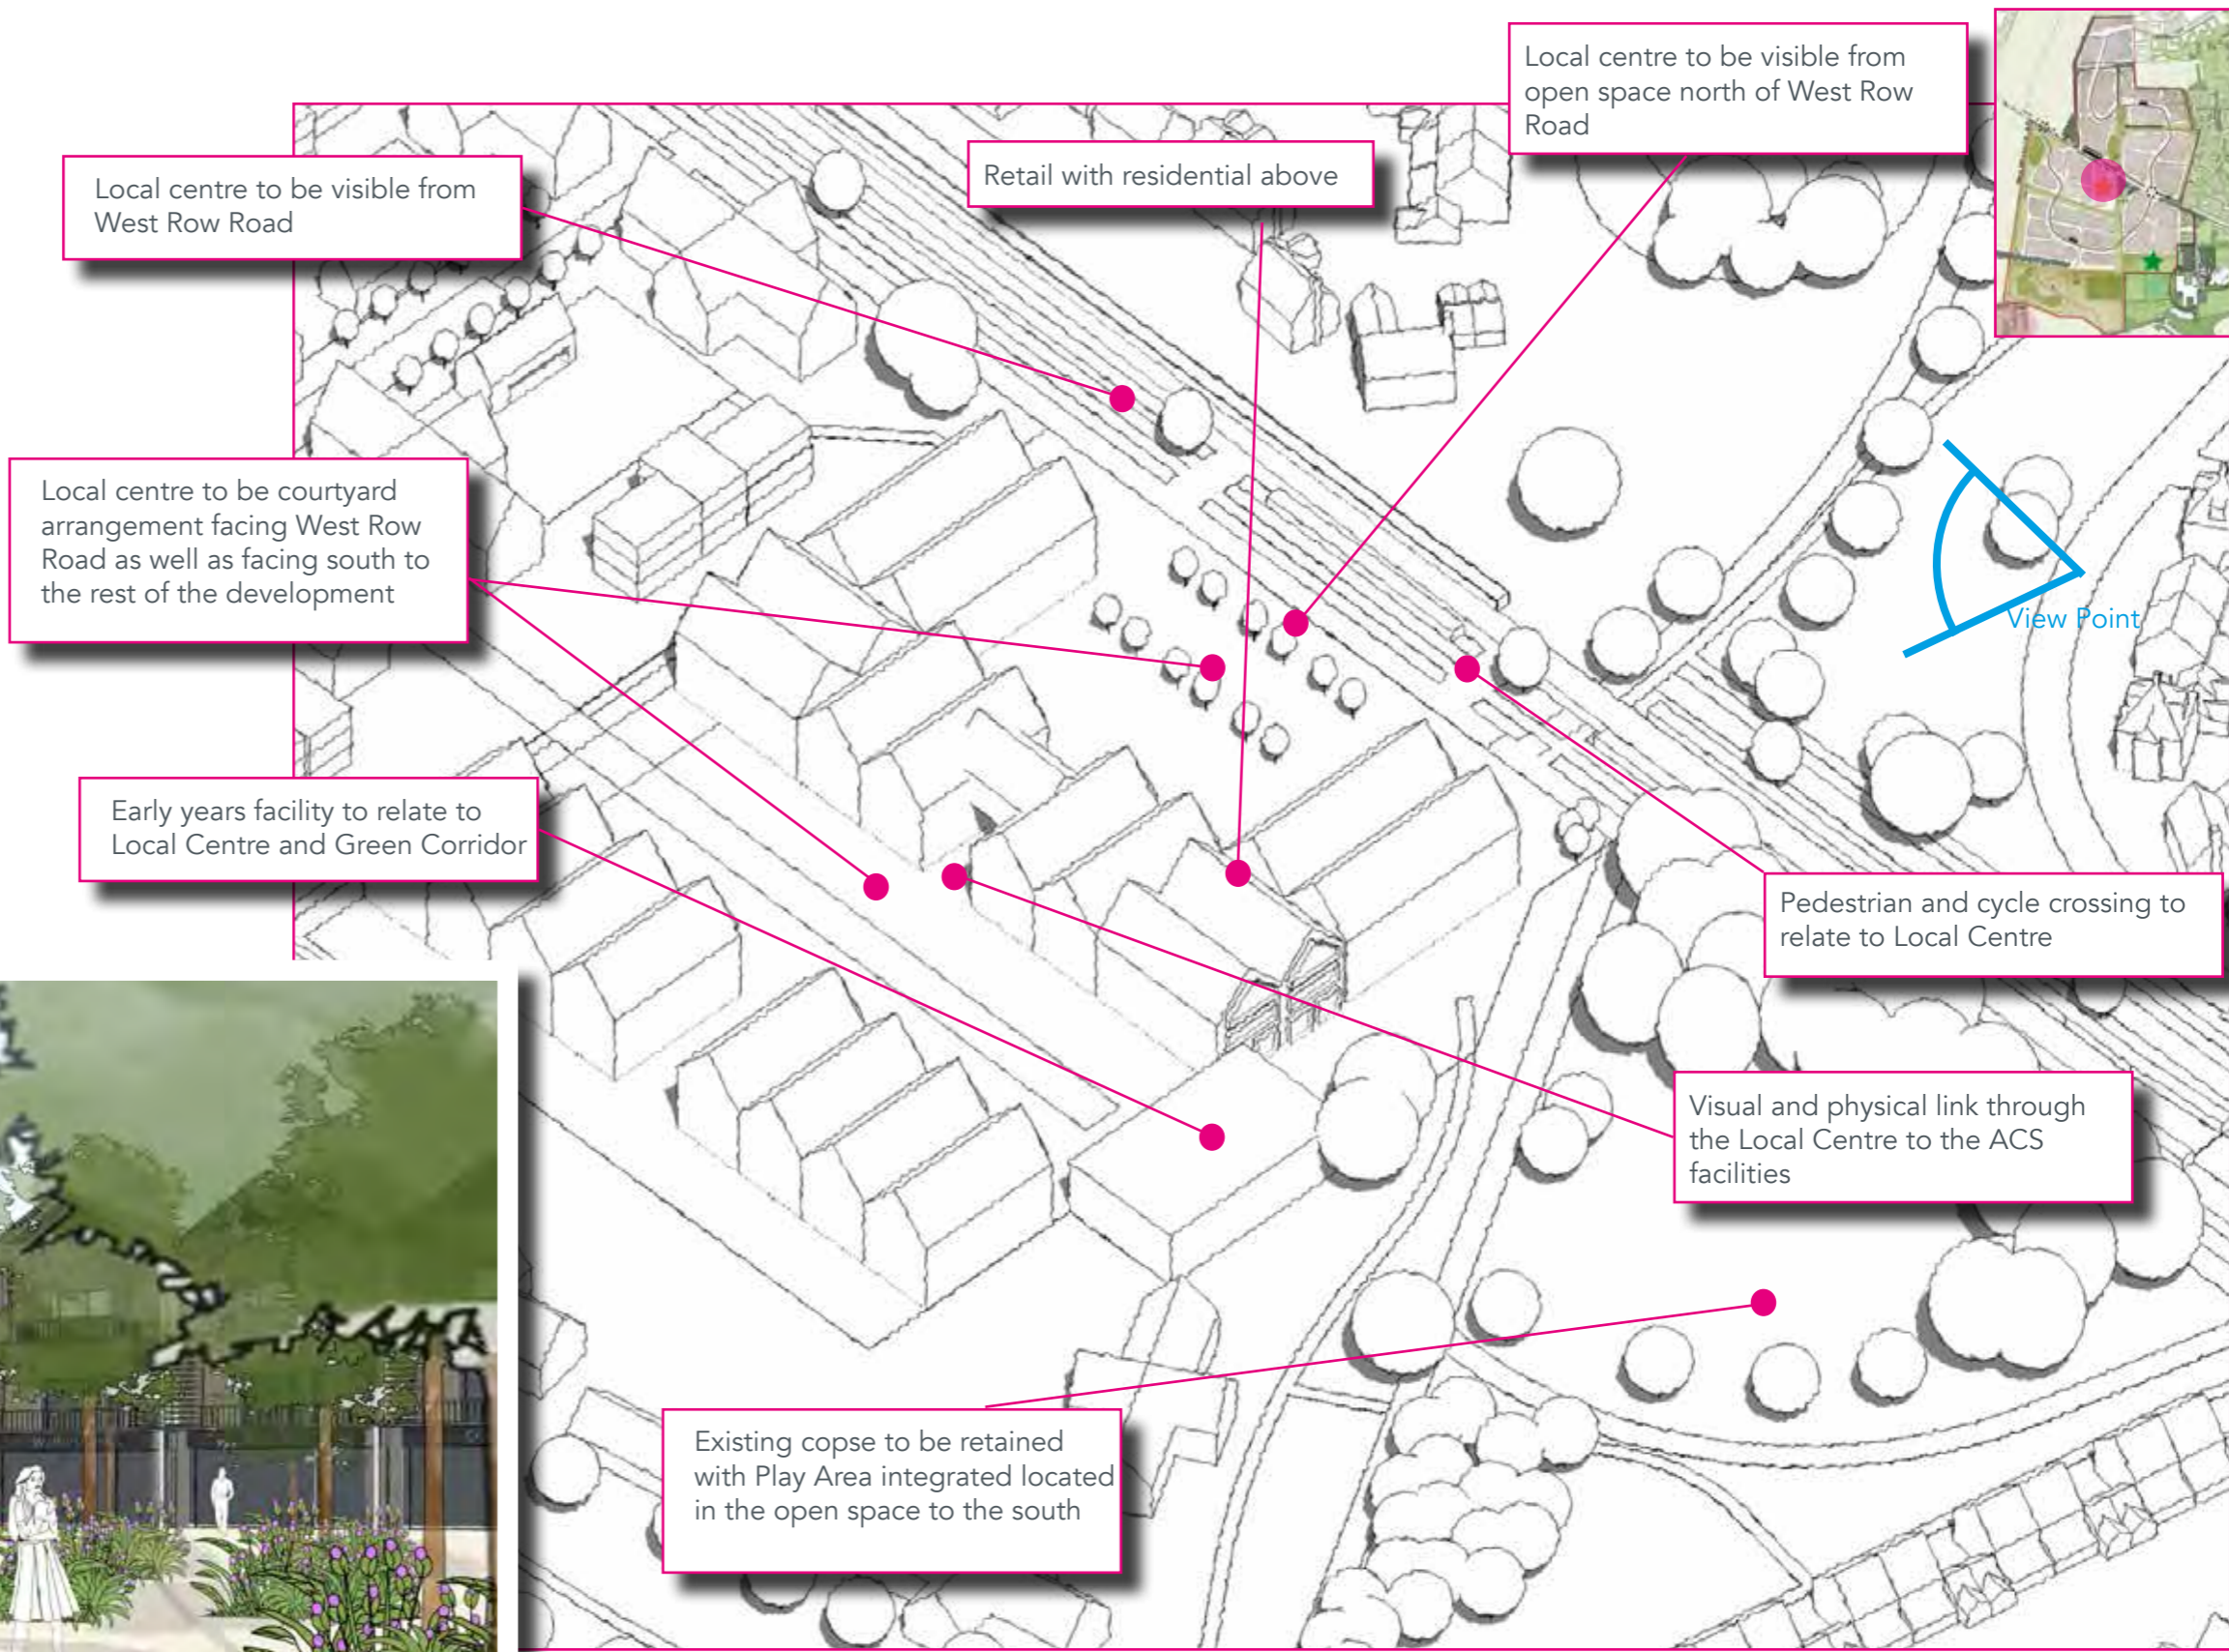 Local centre to be visible from
open space north of West Row
Road
Retail with residential above
Local centre to be visible from
West Row Road
Local centre to be courtyard
arrangement facing West Row
Road as well as facing south to
the rest of the development
View Point
Early years facility to relate to
Local Centre and Green Corridor
Pedestrian and cycle crossing to
relate to Local Centre
Visual and physical link through
the Local Centre to the ACS
facilities
Existing copse to be retained
with Play Area integrated located
in the open space to the south